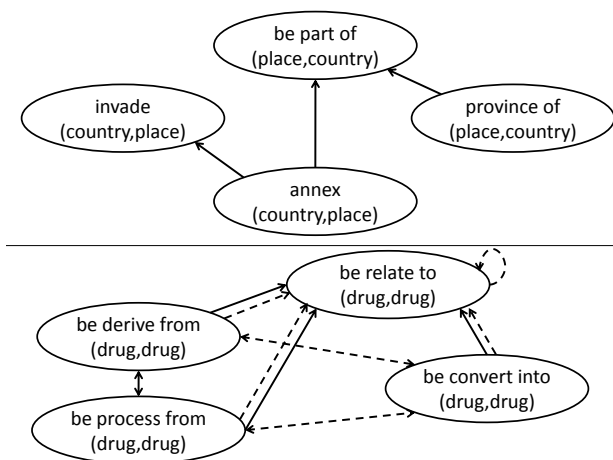 be part of
(place,country)
invade
(country,place)
province of
(place,country)
annex
(country,place)
be relate to
(drug,drug)
be derive from
(drug,drug)
be convert into
(drug,drug)
be process from
(drug,drug)